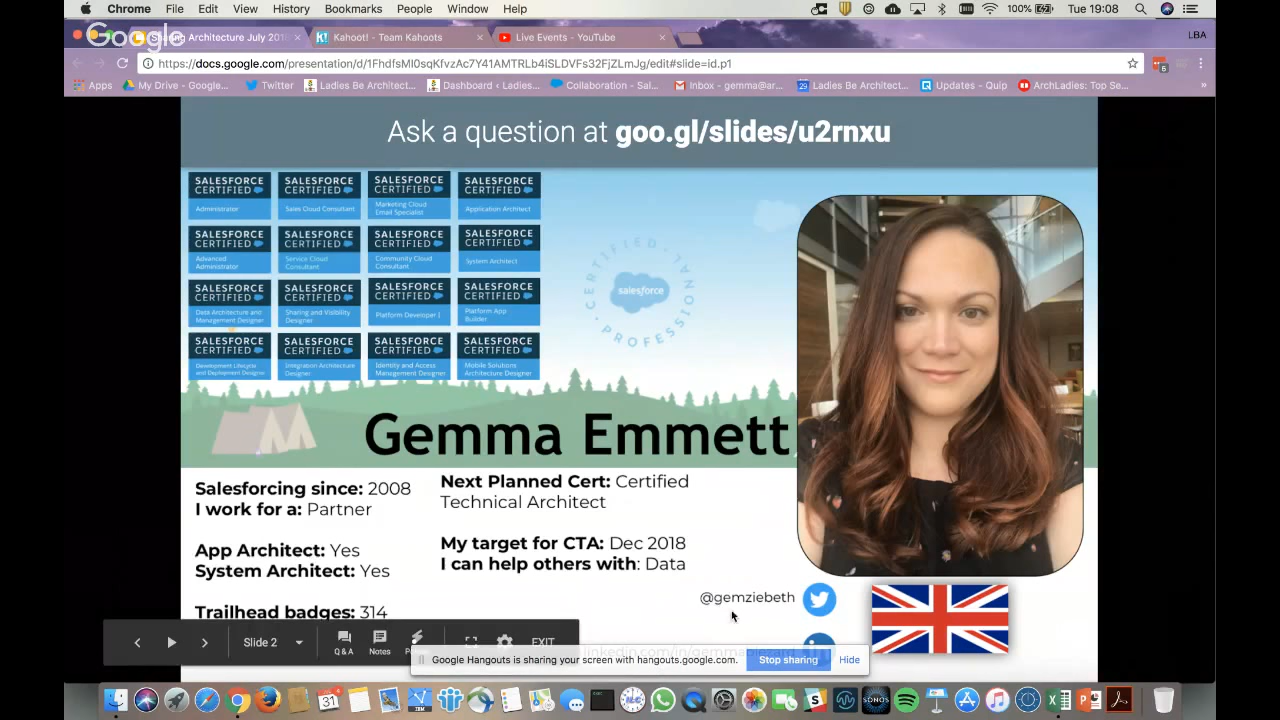 Chrome File Edit View History Bookmarks People Window Help 100% Tue 19:08
Google
Architecture July 2018 Kahoot! - Team Kahoots Live Events - YouTube LBA
https://docs.google.com/presentation/d/1FhdfsMI0sqKfvzAc7Y41AMTRLb4iSLDVFs32FjZLmJg/edit#slide=id.p1
Apps My Drive - Google... Twitter Ladies Be Architect... Dashboard ‹ Ladies... Collaboration - Sal... Inbox - gemma@ar... Ladies Be Architect... Updates - Quip ArchLadies: Top Se... »
Ask a question at goo.gl/slides/u2rnxu
SALESFORCE CERTIFIED Administrator
SALESFORCE CERTIFIED Sales Cloud Consultant
SALESFORCE CERTIFIED Marketing Cloud Email Specialist
SALESFORCE CERTIFIED Application Architect
SALESFORCE CERTIFIED Advanced Administrator
SALESFORCE CERTIFIED Service Cloud Consultant
SALESFORCE CERTIFIED Community Cloud Consultant
SALESFORCE CERTIFIED System Architect
SALESFORCE CERTIFIED Data Architecture and Management Designer
SALESFORCE CERTIFIED Sharing and Visibility Designer
SALESFORCE CERTIFIED Platform Developer I
SALESFORCE CERTIFIED Platform App Builder
SALESFORCE CERTIFIED Development Lifecycle and Deployment Designer
SALESFORCE CERTIFIED Integration Architecture Designer
SALESFORCE CERTIFIED Identity and Access Management Designer
SALESFORCE CERTIFIED Mobile Solutions Architecture Designer
CERTIFIED PROFESSIONAL
salesforce
Gemma Emmett
Salesforcing since: 2008
I work for a: Partner
App Architect: Yes
System Architect: Yes
Trailhead badges: 314
Next Planned Cert: Certified
Technical Architect
My target for CTA: Dec 2018
I can help others with: Data
@gemziebeth
Slide 2 Q & A Notes EXIT
Google Hangouts is sharing your screen with hangouts.google.com. Stop sharing Hide
31 SONOS